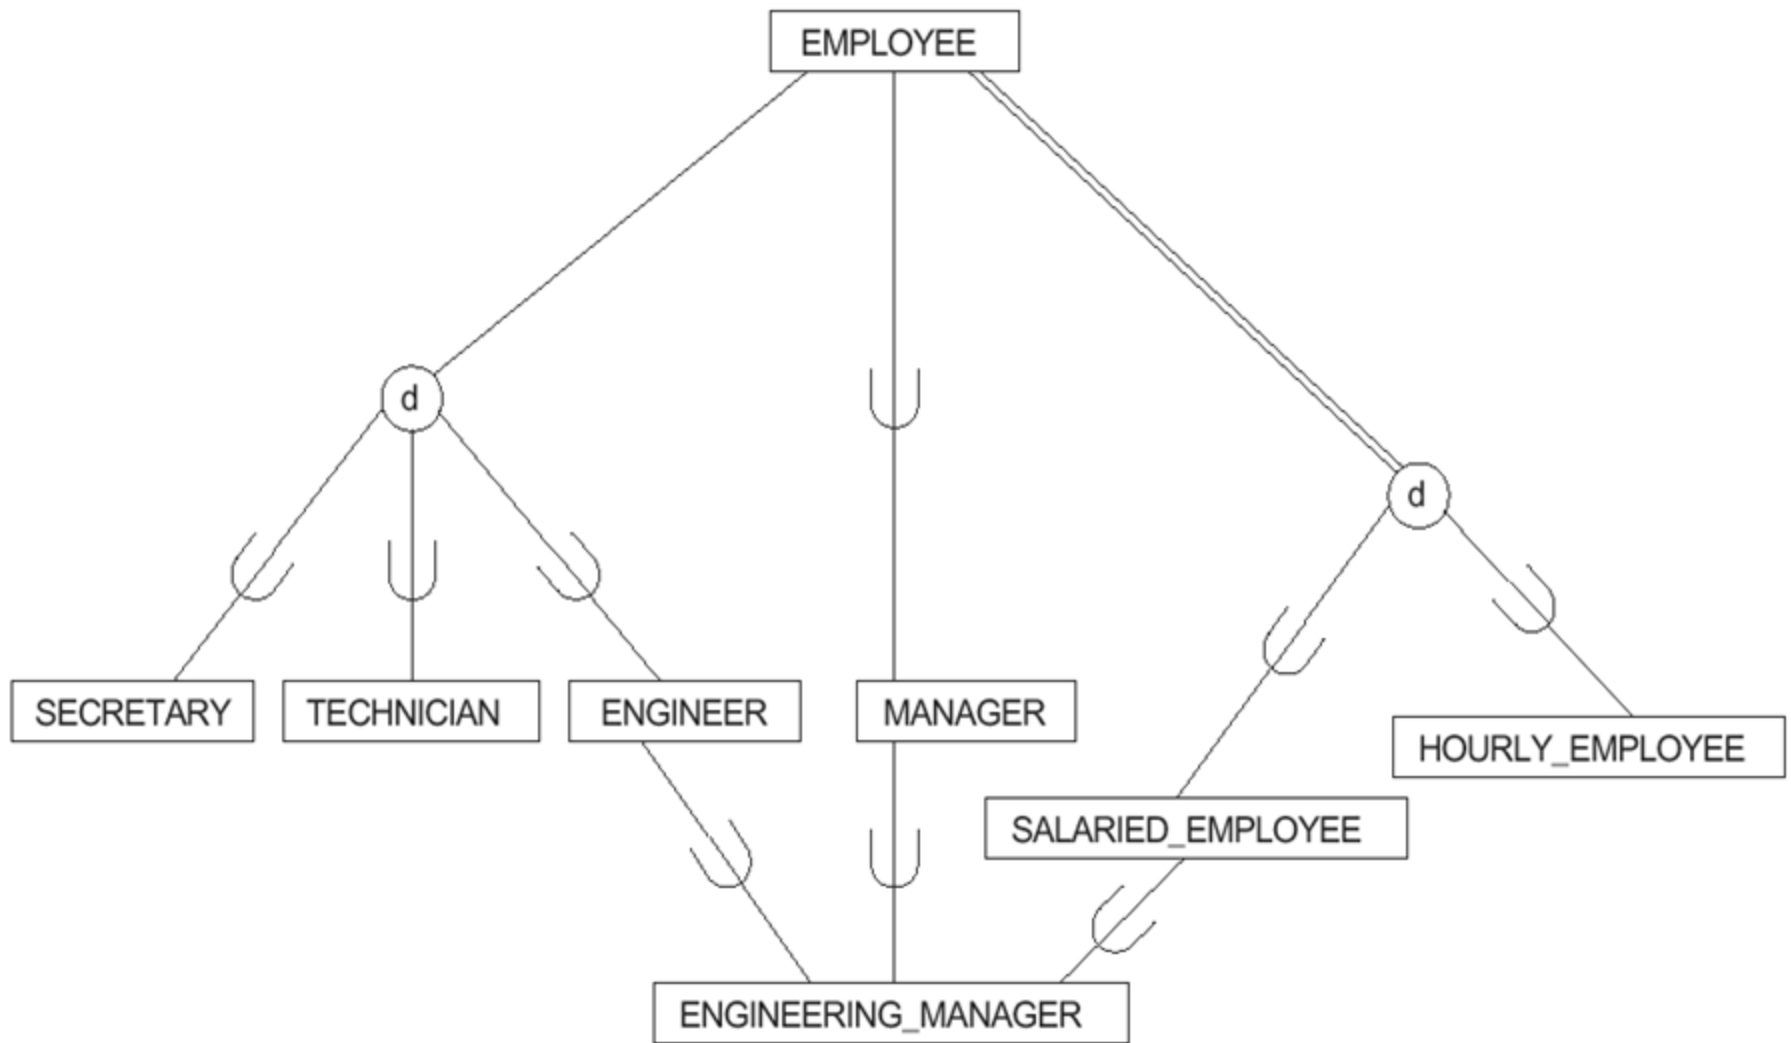 EMPLOYEE
d
d
SECRETARY
TECHNICIAN
ENGINEER
MANAGER
HOURLY_EMPLOYEE
SALARIED_EMPLOYEE
ENGINEERING_MANAGER